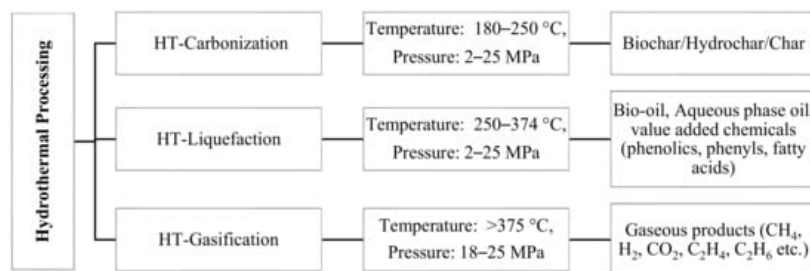 Hydrothermal Processing
HT-Carbonization
Temperature: 180–250 °C,
Pressure: 2–25 MPa
Biochar/Hydrochar/Char
HT-Liquefaction
Temperature: 250–374 °C,
Pressure: 2–25 MPa
Bio-oil, Aqueous phase oil
value added chemicals
(phenolics, phenyls, fatty
acids)
HT-Gasification
Temperature: >375 °C,
Pressure: 18–25 MPa
Gaseous products (CH₄,
H₂, CO₂, C₂H₄, C₂H₆ etc.)